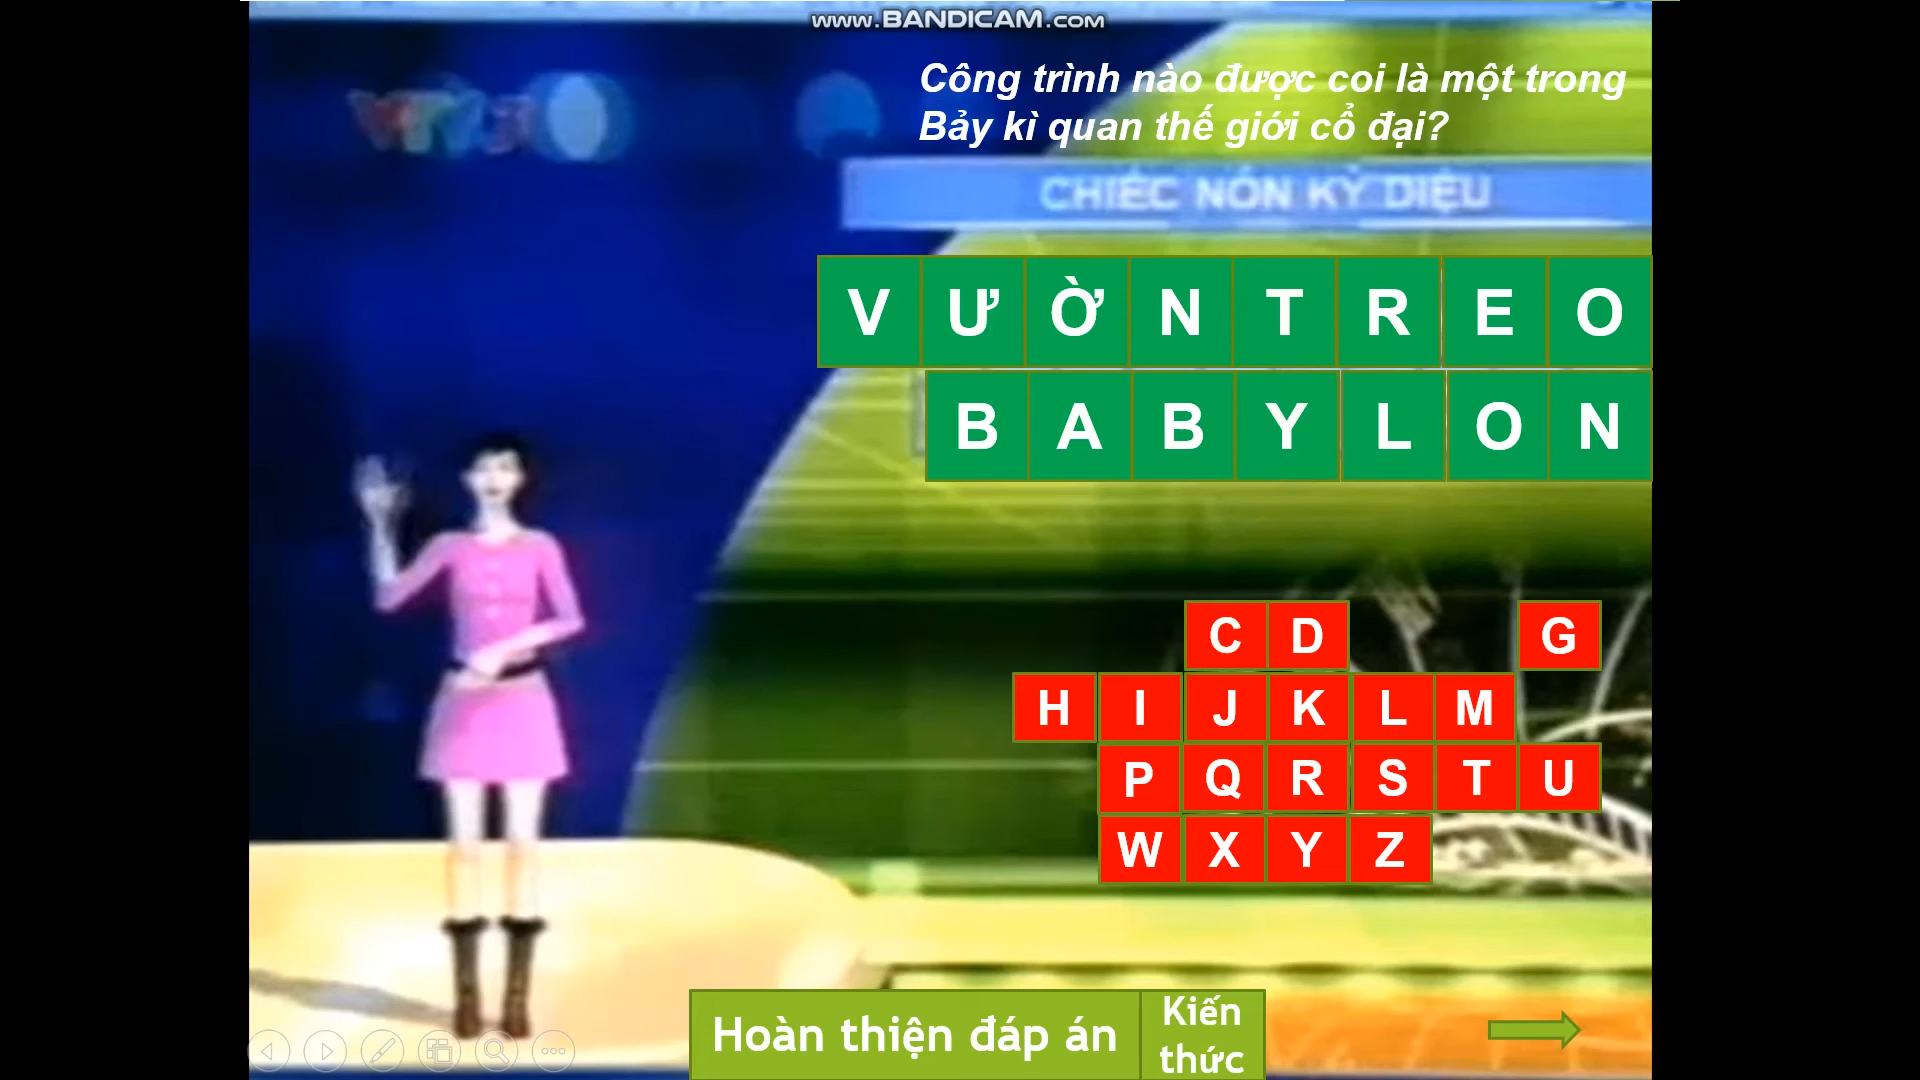 www.BANDICAM.com
Công trình nào được coi là một trong
Bảy kì quan thế giới cổ đại?
VTV3
CHIẾC NÓN KỲ DIỆU
V Ư Ờ N T R E O
B A B Y L O N
C D G
H I J K L M
P Q R S T U
W X Y Z
Hoàn thiện đáp án
Kiến
thức